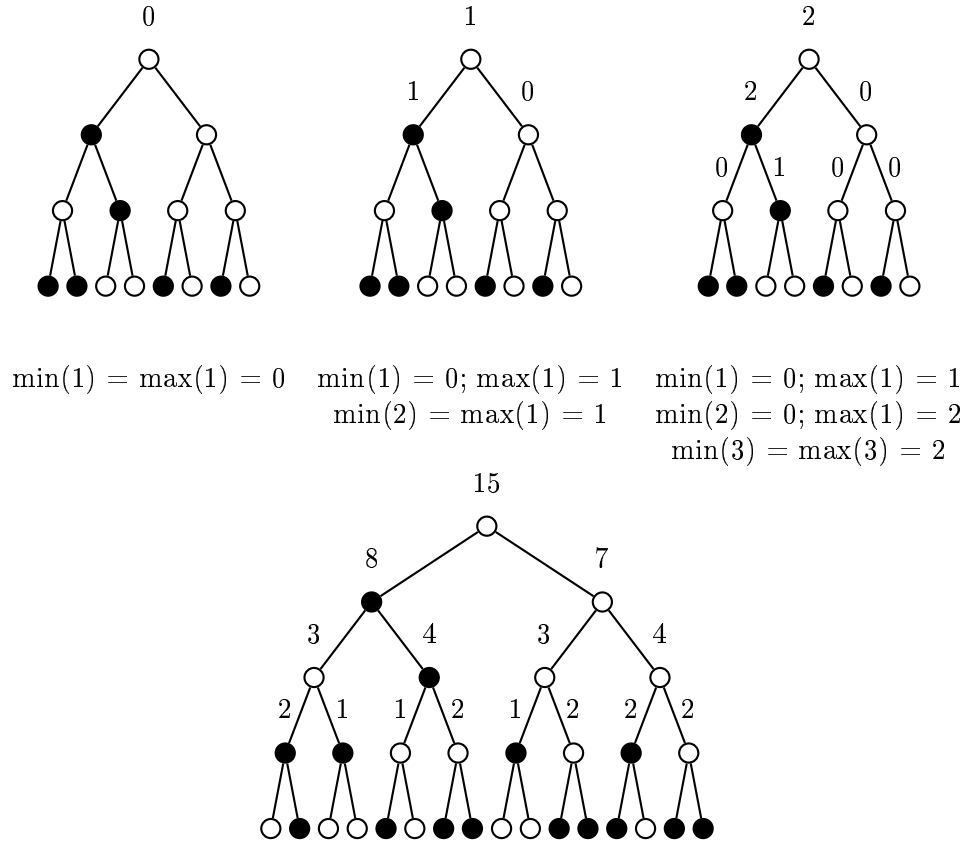 0 1 2
1 0 2 0
0 1 0 0
min(1) = max(1) = 0 min(1) = 0; max(1) = 1 min(1) = 0; max(1) = 1
min(2) = max(1) = 1 min(2) = 0; max(1) = 2
min(3) = max(3) = 2
15
8 7
3 4 3 4
2 1 1 2 1 2 2 2